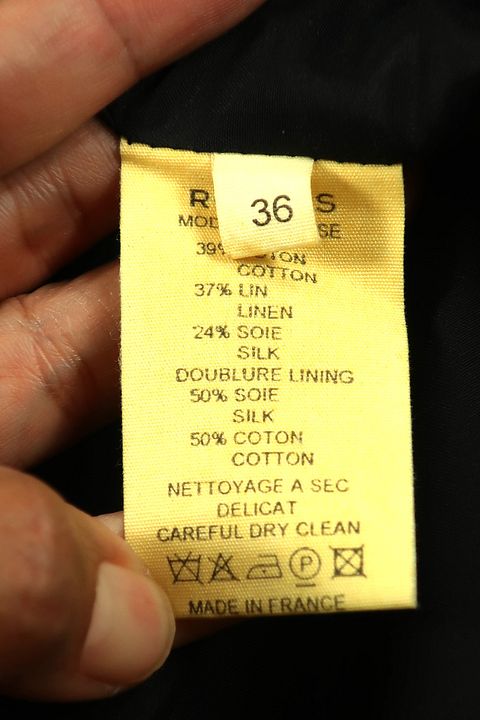 36
39%
COTTON
37% LIN
LINEN
24% SOIE
SILK
DOUBLURE LINING
50% SOIE
SILK
50% COTON
COTTON
NETTOYAGE A SEC
DELICAT
CAREFUL DRY CLEAN
P
MADE IN FRANCE